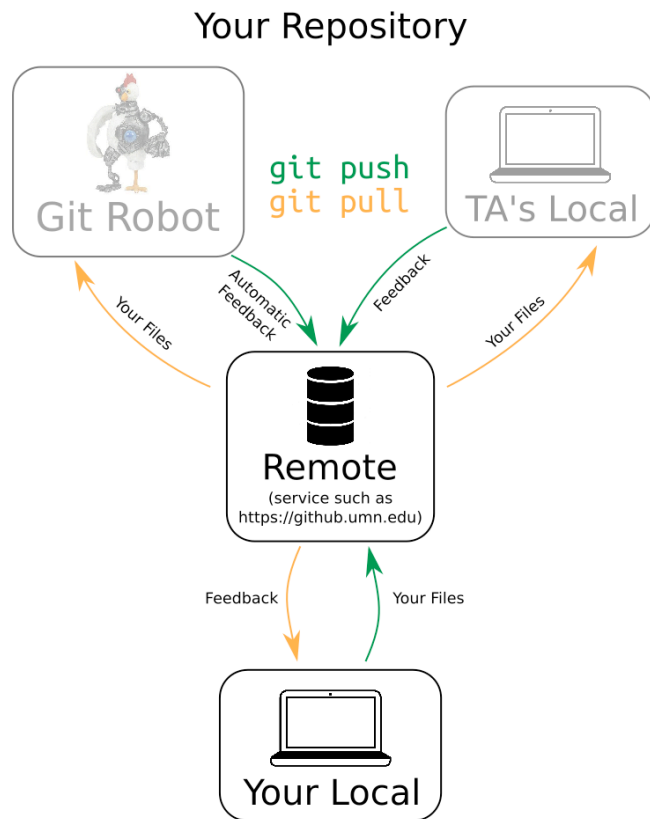 Your Repository
Git Robot
git push
git pull
TA's Local
Automatic
Feedback
Feedback
Your Files
Your Files
Remote
(service such as
https://github.umn.edu)
Feedback
Your Files
Your Local